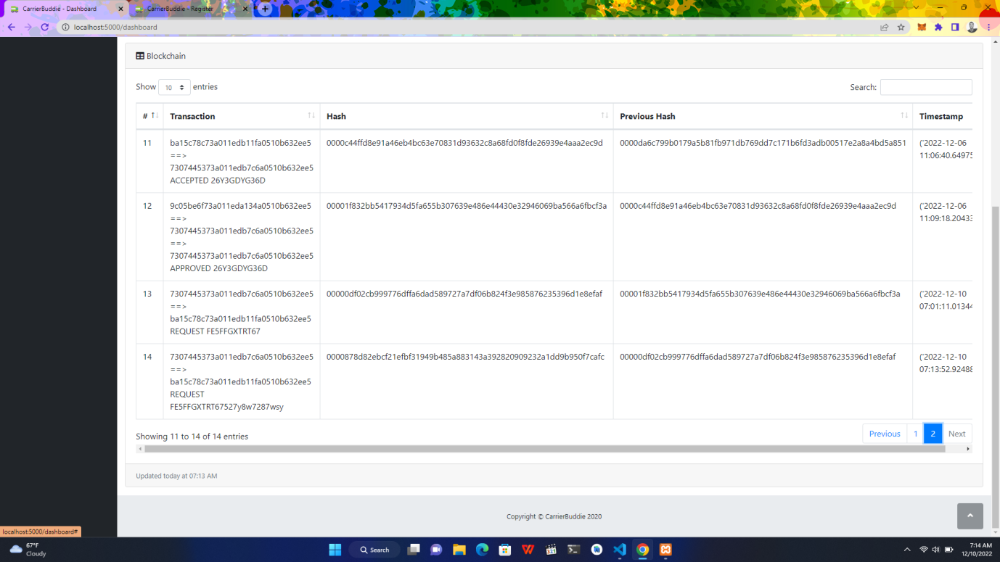 CarrierBuddie - Dashboard
CarrierBuddie - Register
localhost:5000/dashboard
Blockchain
Show 10 entries
Search:
# Transaction Hash Previous Hash Timestamp
11 ba15c78c73a011edb11fa0510b632ee5 0000c44ffd8e91a46eb4bc63e70831d93632c8a68fd0f8fde26939e4aaa2ec9d 0000da6c799b0179a5b81fb971db769dd7c171b6fd3adb00517e2a8a4bd5a851 ('2022-12-06
==> 11:06:40.64975
7307445373a011edb7c6a0510b632ee5
ACCEPTED 26Y3GDYG36D
12 9c05be6f73a011eda134a0510b632ee5 00001f832bb5417934d5fa655b307639e486e44430e32946069ba566a6fbcf3a 0000c44ffd8e91a46eb4bc63e70831d93632c8a68fd0f8fde26939e4aaa2ec9d ('2022-12-06
==> 11:09:18.20433
7307445373a011edb7c6a0510b632ee5
==>
7307445373a011edb7c6a0510b632ee5
APPROVED 26Y3GDYG36D
13 7307445373a011edb7c6a0510b632ee5 00000df02cb999776dffa6dad589727a7df06b824f3e985876235396d1e8efaf 00001f832bb5417934d5fa655b307639e486e44430e32946069ba566a6fbcf3a ('2022-12-10
==> 07:01:11.01344
ba15c78c73a011edb11fa0510b632ee5
REQUEST FE5FFGXTRT67
14 7307445373a011edb7c6a0510b632ee5 0000878d82ebcf21efbf31949b485a883143a392820909232a1dd9b950f7cafc 00000df02cb999776dffa6dad589727a7df06b824f3e985876235396d1e8efaf ('2022-12-10
==> 07:13:52.92488
ba15c78c73a011edb11fa0510b632ee5
REQUEST
FE5FFGXTRT67527y8w7287wsy
Showing 11 to 14 of 14 entries
Previous 1 2 Next
Updated today at 07:13 AM
Copyright © CarrierBuddie 2020
localhost:5000/dashboard#
67°F
Cloudy
Search
7:14 AM
12/10/2022